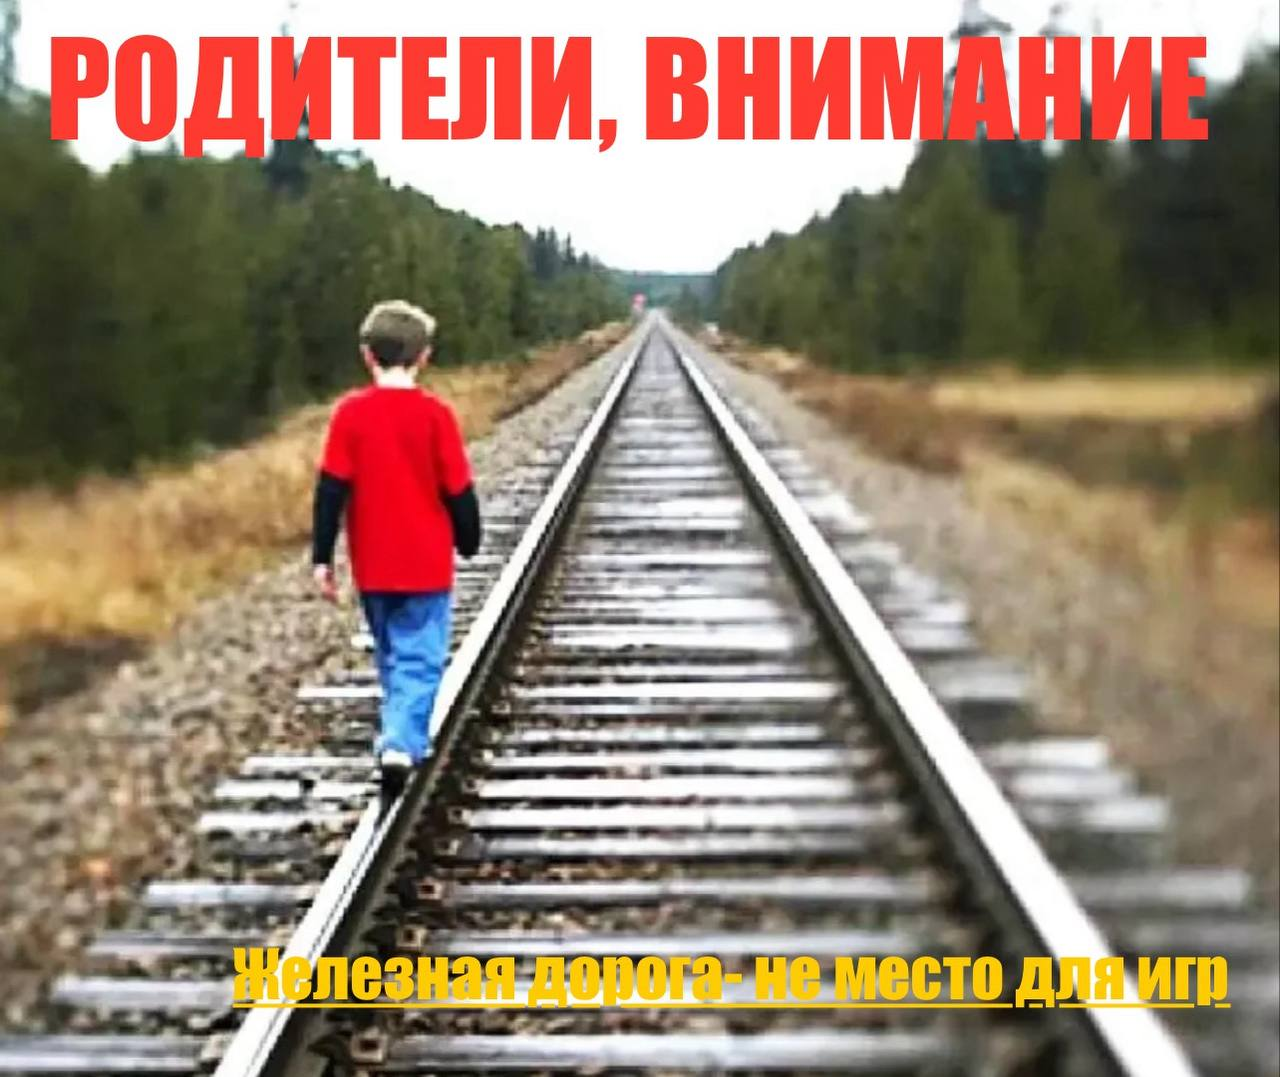 РОДИТЕЛИ, ВНИМАНИЕ
Железная дорога- не место для игр